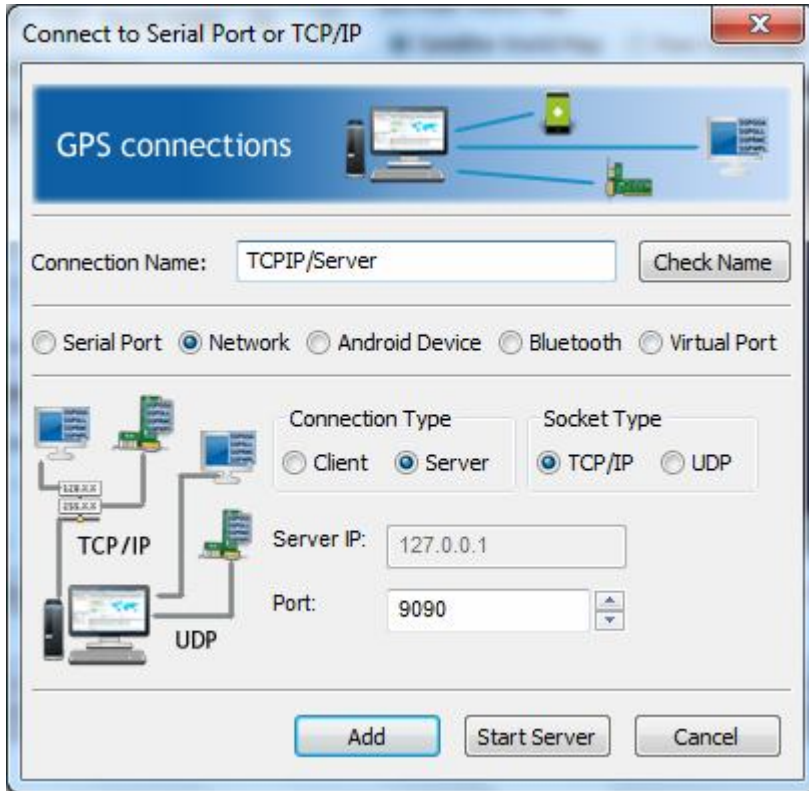 Connect to Serial Port or TCP/IP
GPS connections
Connection Name: TCPIP/Server Check Name
Serial Port Network Android Device Bluetooth Virtual Port
Connection Type Socket Type
Client Server TCP/IP UDP
TCP/IP
Server IP: 127.0.0.1
Port: 9090
UDP
Add Start Server Cancel